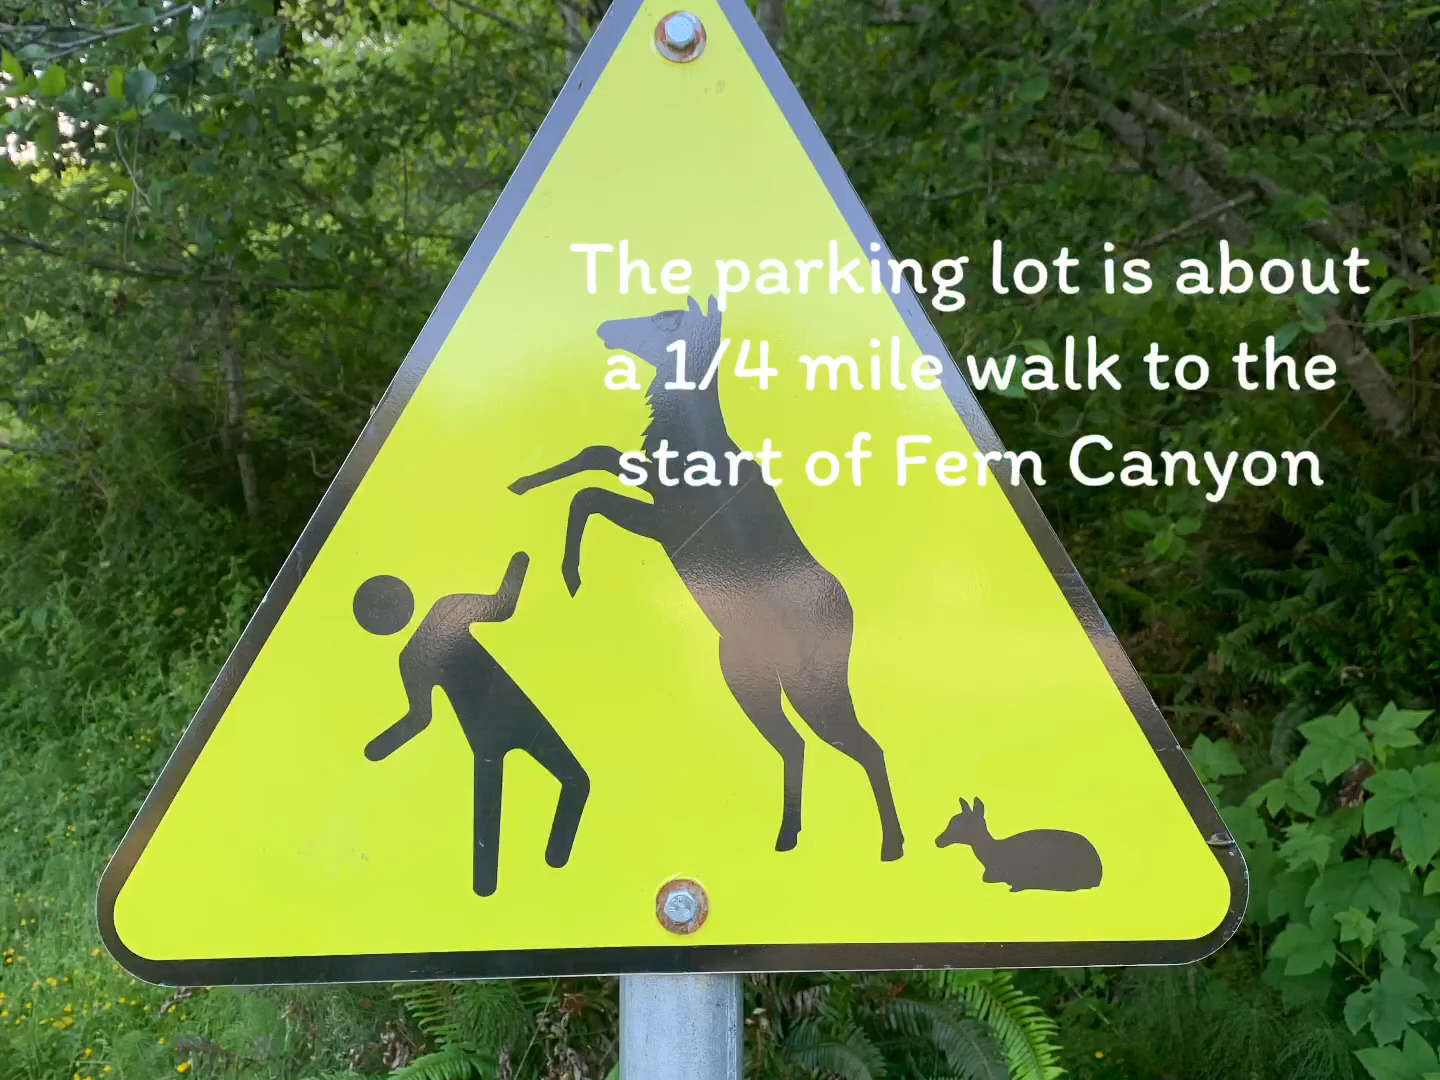 The parking lot is about
a 1/4 mile walk to the
start of Fern Canyon